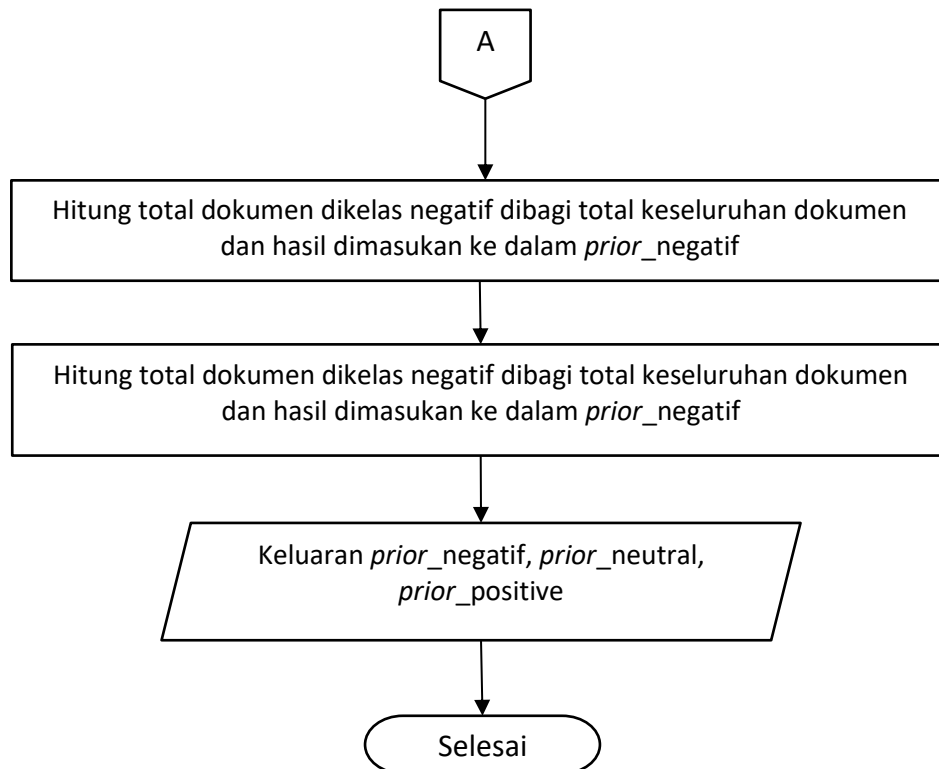 A
Hitung total dokumen dikelas negatif dibagi total keseluruhan dokumen
dan hasil dimasukan ke dalam prior_negatif
Hitung total dokumen dikelas negatif dibagi total keseluruhan dokumen
dan hasil dimasukan ke dalam prior_negatif
Keluaran prior_negatif, prior_neutral,
prior_positive
Selesai